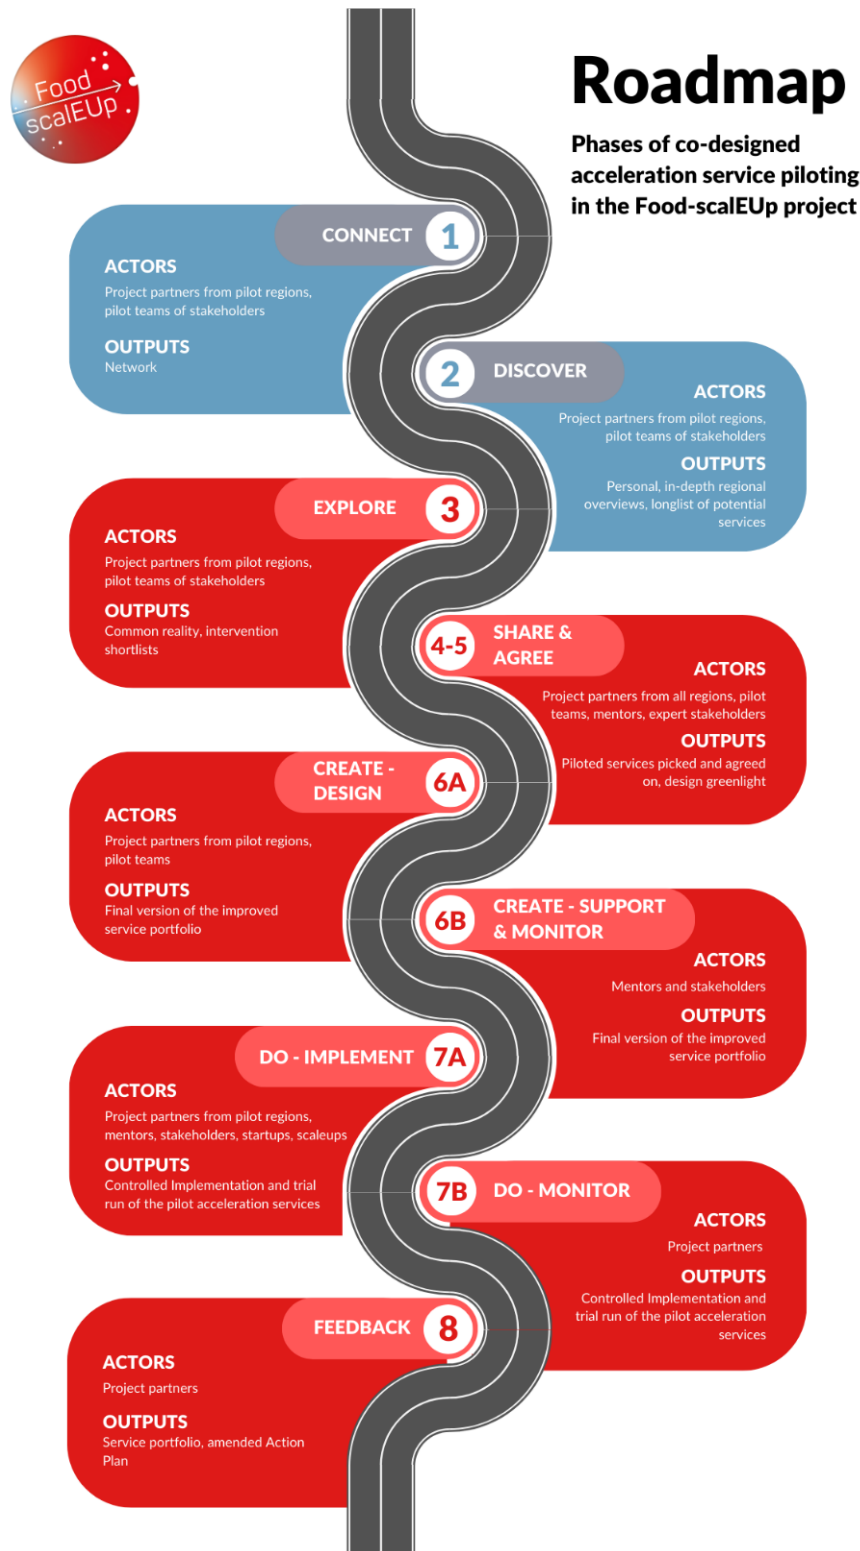 Food
scalEUp
Roadmap
Phases of co-designed
acceleration service piloting
in the Food-scalEUp project
CONNECT 1
ACTORS
Project partners from pilot regions,
pilot teams of stakeholders
OUTPUTS
Network
2 DISCOVER
ACTORS
Project partners from pilot regions,
pilot teams of stakeholders
OUTPUTS
Personal, in-depth regional
overviews, longlist of potential
services
EXPLORE 3
ACTORS
Project partners from pilot regions,
pilot teams of stakeholders
OUTPUTS
Common reality, intervention
shortlists
4-5 SHARE &
AGREE
ACTORS
Project partners from all regions, pilot
teams, mentors, expert stakeholders
OUTPUTS
Piloted services picked and agreed
on, design greenlight
CREATE -
DESIGN 6A
ACTORS
Project partners from pilot regions,
pilot teams
OUTPUTS
Final version of the improved
service portfolio
6B CREATE - SUPPORT
& MONITOR
ACTORS
Mentors and stakeholders
OUTPUTS
Final version of the improved
service portfolio
DO - IMPLEMENT 7A
ACTORS
Project partners from pilot regions,
mentors, stakeholders, startups, scaleups
OUTPUTS
Controlled Implementation and trial
run of the pilot acceleration services
7B DO - MONITOR
ACTORS
Project partners
OUTPUTS
Controlled Implementation and
trial run of the pilot acceleration
services
FEEDBACK 8
ACTORS
Project partners
OUTPUTS
Service portfolio, amended Action
Plan